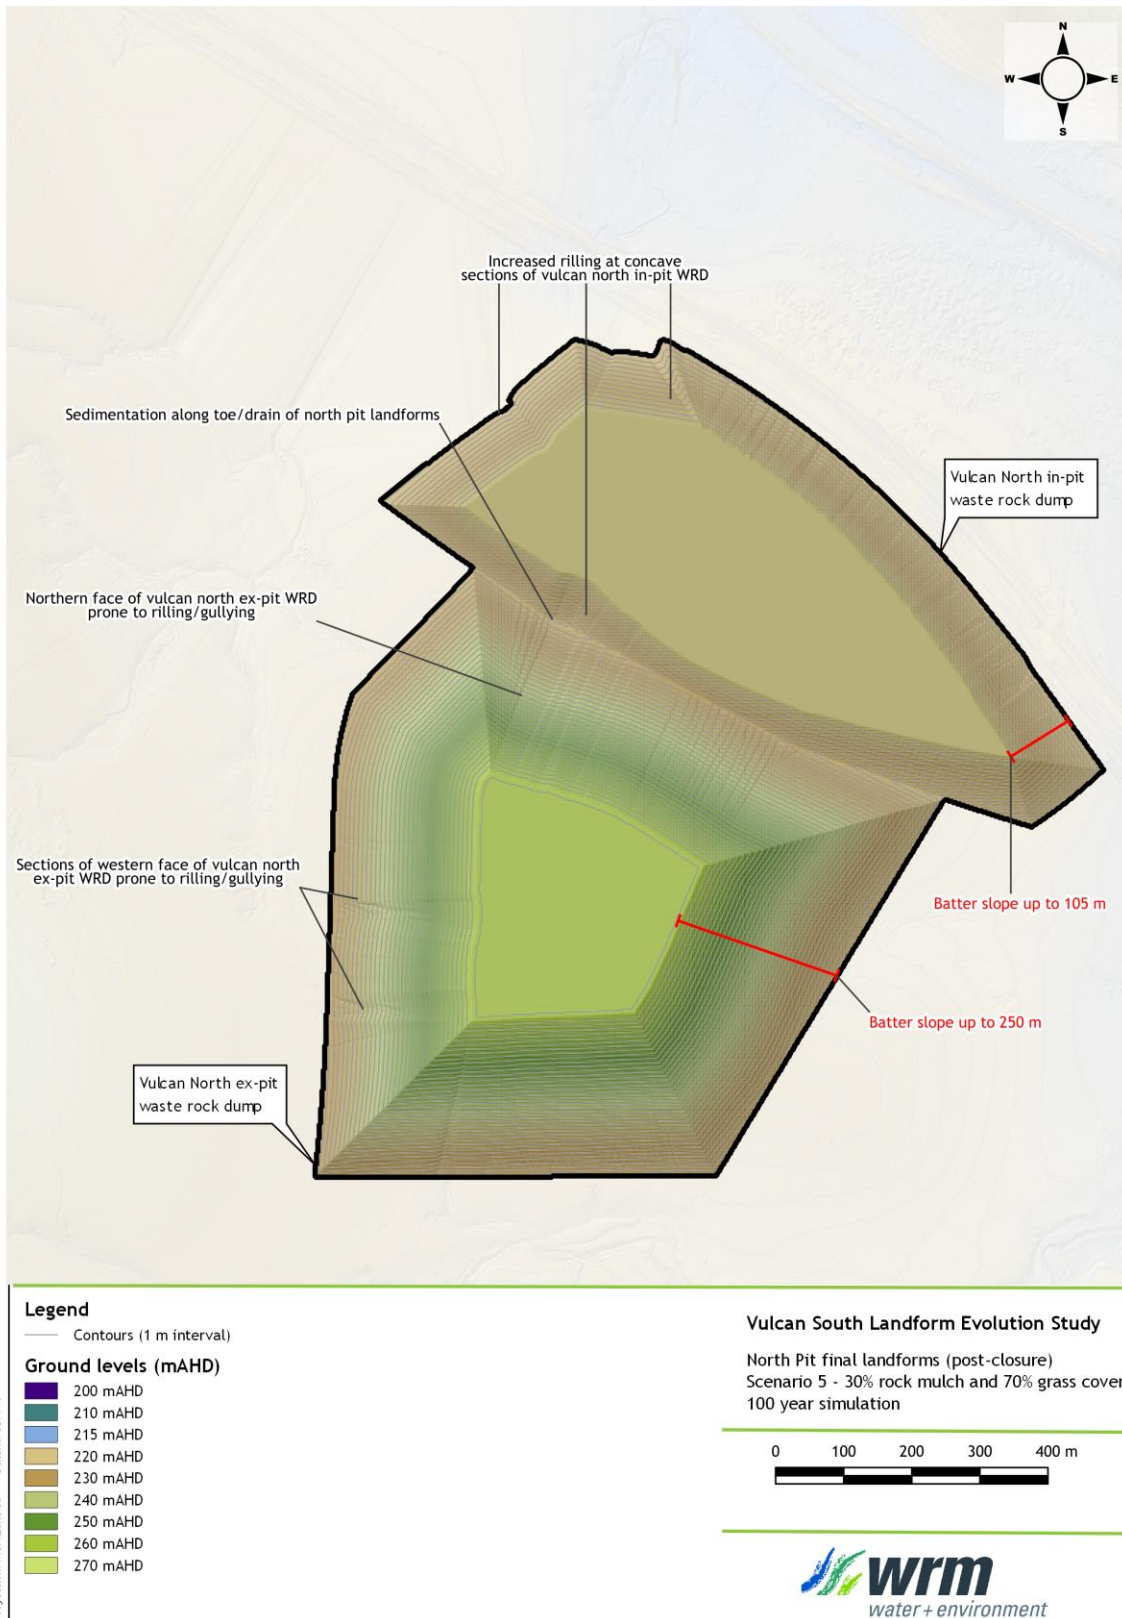 N
W E
S
Increased rilling at concave
sections of vulcan north in-pit WRD
Sedimentation along toe/drain of north pit landforms
Vulcan North in-pit
waste rock dump
Northern face of vulcan north ex-pit WRD
prone to rilling/gullying
Sections of western face of vulcan north
ex-pit WRD prone to rilling/gullying
Batter slope up to 105 m
Batter slope up to 250 m
Vulcan North ex-pit
waste rock dump
Legend
Contours (1 m interval)
Ground levels (mAHD)
200 mAHD
210 mAHD
215 mAHD
220 mAHD
230 mAHD
240 mAHD
250 mAHD
260 mAHD
270 mAHD
Vulcan South Landform Evolution Study
North Pit final landforms (post-closure)
Scenario 5 - 30% rock mulch and 70% grass cover
100 year simulation
0 100 200 300 400 m
wrm
water + environment